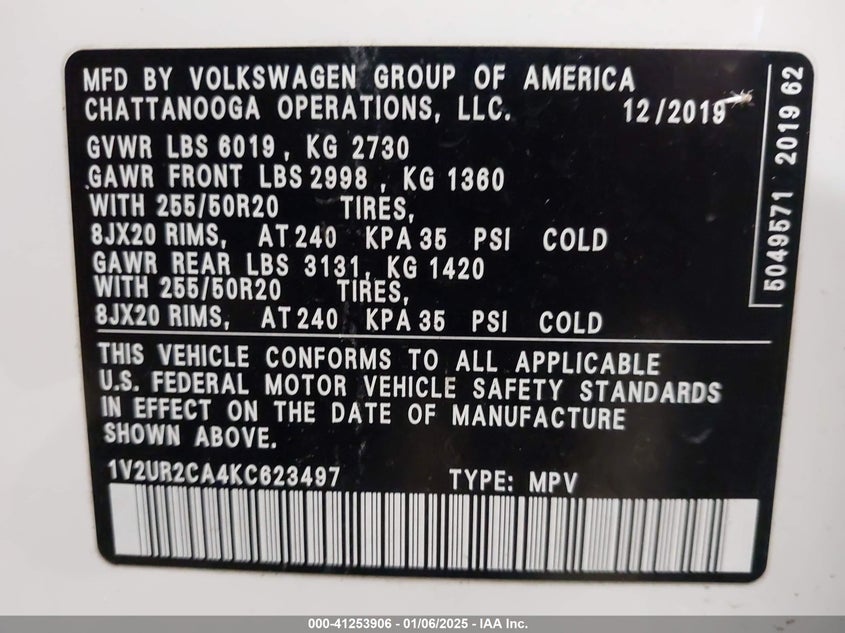 MFD BY VOLKSWAGEN GROUP OF AMERICA
CHATTANOOGA OPERATIONS, LLC. 12/2019
GVWR LBS 6019, KG 2730
GAWR FRONT LBS 2998, KG 1360
WITH 255/50R20 TIRES,
8JX20 RIMS, AT 240 KPA 35 PSI COLD
GAWR REAR LBS 3131, KG 1420
WITH 255/50R20 TIRES,
8JX20 RIMS, AT 240 KPA 35 PSI COLD
THIS VEHICLE CONFORMS TO ALL APPLICABLE
U.S. FEDERAL MOTOR VEHICLE SAFETY STANDARDS
IN EFFECT ON THE DATE OF MANUFACTURE
SHOWN ABOVE.
1V2UR2CA4KC623497 TYPE: MPV
5049571 2019 62
000-41253906 - 01/06/2025 - IAA Inc.